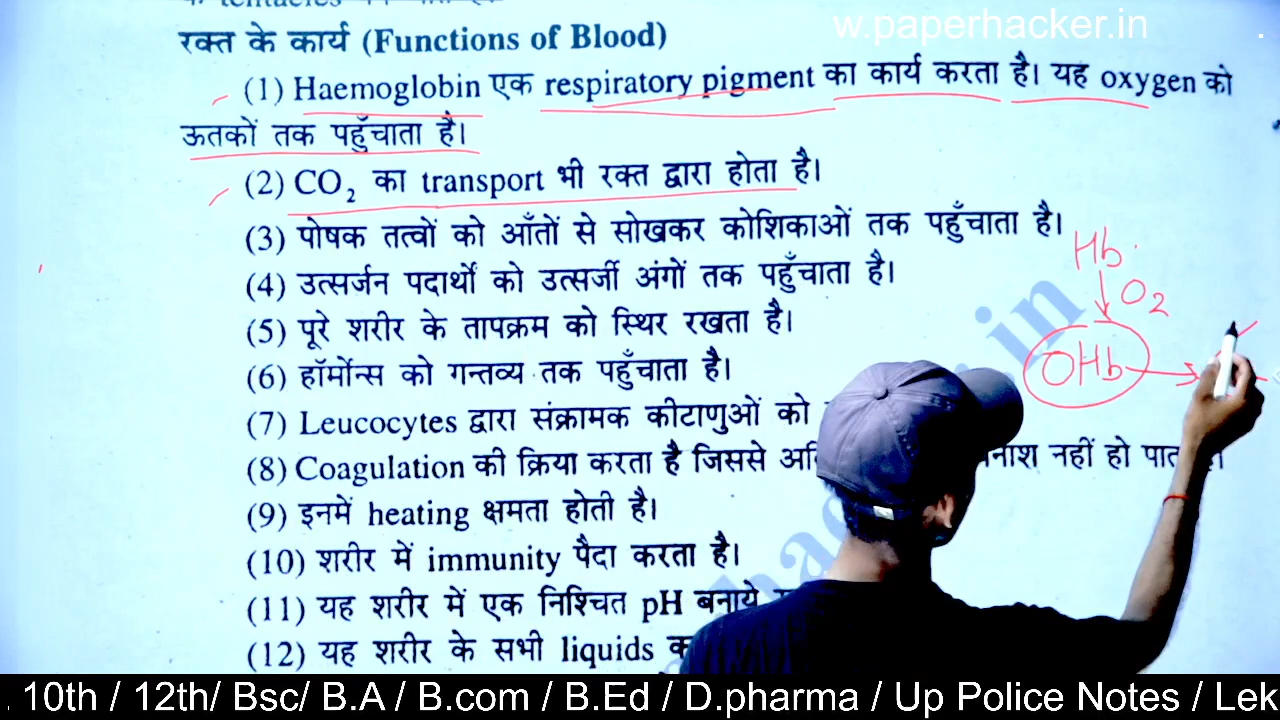 w.paperhacker.in
रक्त के कार्य (Functions of Blood)
(1) Haemoglobin एक respiratory pigment का कार्य करता है। यह oxygen को
ऊतकों तक पहुँचाता है।
(2) CO₂ का transport भी रक्त द्वारा होता है।
(3) पोषक तत्वों को आँतों से सोखकर कोशिकाओं तक पहुँचाता है।
Hb
(4) उत्सर्जन पदार्थो को उत्सर्जी अंगों तक पहुँचाता है।
O2
(5) पूरे शरीर के तापक्रम को स्थिर रखता है।
(6) हॉर्मोन्स को गन्तव्य तक पहुँचाता है।
OHb
(7) Leucocytes द्वारा संक्रामक कीटाणुओं को
(8) Coagulation की क्रिया करता है जिससे नहीं हो
(9) इनमें heating क्षमता होती है।
(10) शरीर में immunity पैदा करता है।
(11) यह शरीर में एक निश्चित pH बनाये
(12) यह शरीर के सभी liquids
10th / 12th/ Bsc/ B.A / B.com / B.Ed / D.pharma / Up Police Notes / Lek